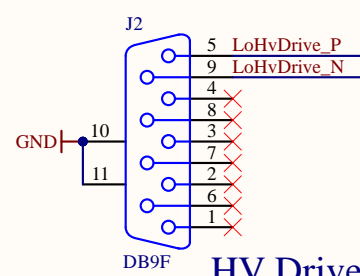 J2
5 LoHvDrive_P
9 LoHvDrive_N
4
8
GND 10 3
7
11 2
6
1
DB9F
HV Drive